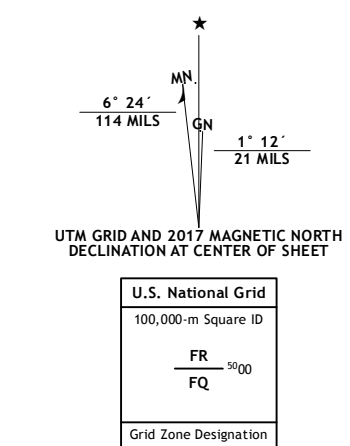 ★
MN.
6° 24´
114 MILS
GN
1° 12´
21 MILS
UTM GRID AND 2017 MAGNETIC NORTH
DECLINATION AT CENTER OF SHEET
U.S. National Grid
100,000-m Square ID
FR
⁵⁰00
FQ
Grid Zone Designation